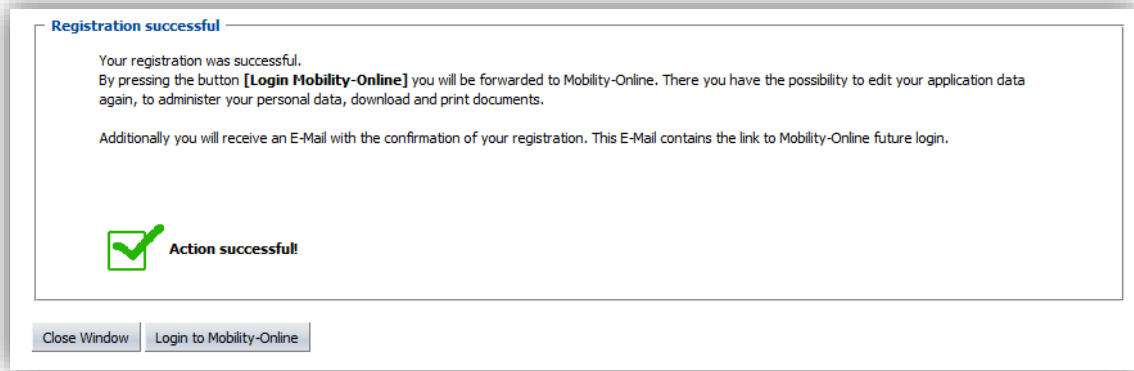 Registration successful
Your registration was successful.
By pressing the button [Login Mobility-Online] you will be forwarded to Mobility-Online. There you have the possibility to edit your application data
again, to administer your personal data, download and print documents.
Additionally you will receive an E-Mail with the confirmation of your registration. This E-Mail contains the link to Mobility-Online future login.
Action successful!
Close Window Login to Mobility-Online